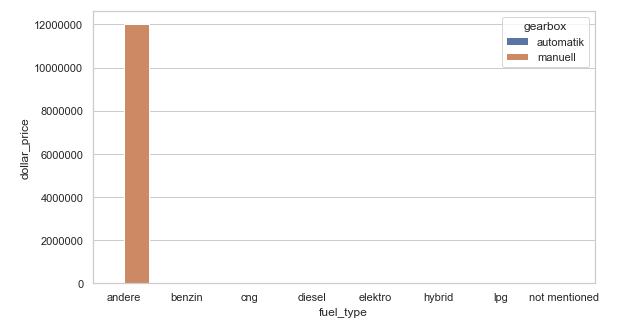 gearbox
automatik
manuell
12000000
10000000
8000000
6000000
4000000
2000000
0
dollar_price
andere benzin cng diesel elektro hybrid lpg not mentioned
fuel_type